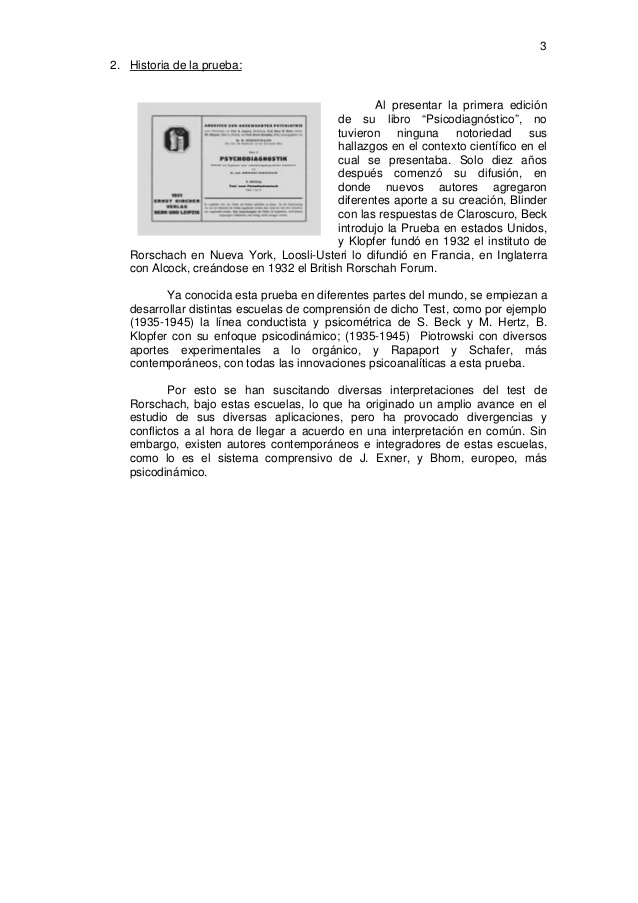 3
2. Historia de la prueba:
ARBEITEN ZUR ANGEWANDTEN PSYCHIATRIE
PSYCHODIAGNOSTIK
1921
ERNST BIRCHER
VERLAG
BERN UND LEIPZIG
Al presentar la primera edición
de su libro “Psicodiagnóstico”, no
tuvieron ninguna notoriedad sus
hallazgos en el contexto científico en el
cual se presentaba. Solo diez años
después comenzó su difusión, en
donde nuevos autores agregaron
diferentes aporte a su creación, Blinder
con las respuestas de Claroscuro, Beck
introdujo la Prueba en estados Unidos,
y Klopfer fundó en 1932 el instituto de
Rorschach en Nueva York, Loosli-Usteri lo difundió en Francia, en Inglaterra
con Alcock, creándose en 1932 el British Rorschah Forum.
Ya conocida esta prueba en diferentes partes del mundo, se empiezan a
desarrollar distintas escuelas de comprensión de dicho Test, como por ejemplo
(1935-1945) la línea conductista y psicométrica de S. Beck y M. Hertz, B.
Klopfer con su enfoque psicodinámico; (1935-1945) Piotrowski con diversos
aportes experimentales a lo orgánico, y Rapaport y Schafer, más
contemporáneos, con todas las innovaciones psicoanalíticas a esta prueba.
Por esto se han suscitando diversas interpretaciones del test de
Rorschach, bajo estas escuelas, lo que ha originado un amplio avance en el
estudio de sus diversas aplicaciones, pero ha provocado divergencias y
conflictos a al hora de llegar a acuerdo en una interpretación en común. Sin
embargo, existen autores contemporáneos e integradores de estas escuelas,
como lo es el sistema comprensivo de J. Exner, y Bhom, europeo, más
psicodinámico.